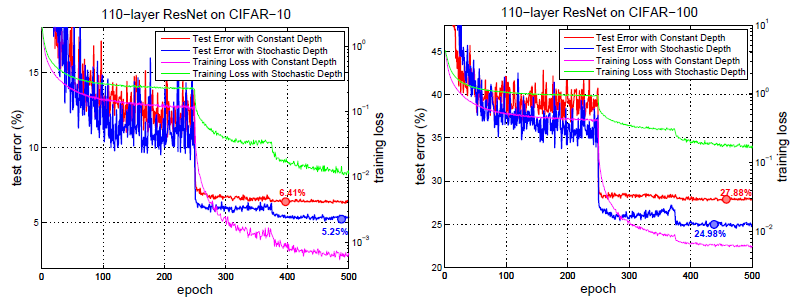 110-layer ResNet on CIFAR-10
Test Error with Constant Depth
Test Error with Stochastic Depth
Training Loss with Constant Depth
Training Loss with Stochastic Depth
test error (%)
15
10
5
10⁰
10⁻¹
10⁻²
10⁻³
training loss
6.41%
5.25%
0 100 200 300 400 500
epoch
110-layer ResNet on CIFAR-100
Test Error with Constant Depth
Test Error with Stochastic Depth
Training Loss with Constant Depth
Training Loss with Stochastic Depth
test error (%)
45
40
35
30
25
20
10¹
10⁰
10⁻¹
10⁻²
training loss
27.88%
24.98%
0 100 200 300 400 500
epoch